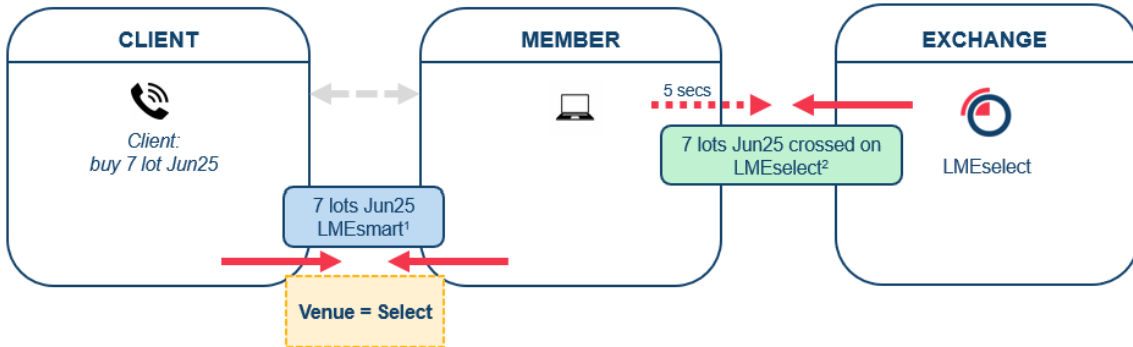 CLIENT
MEMBER
EXCHANGE
Client:
buy 7 lot Jun25
5 secs
7 lots Jun25 crossed on
LMEselect²
LMEselect
7 lots Jun25
LMEsmart¹
Venue = Select